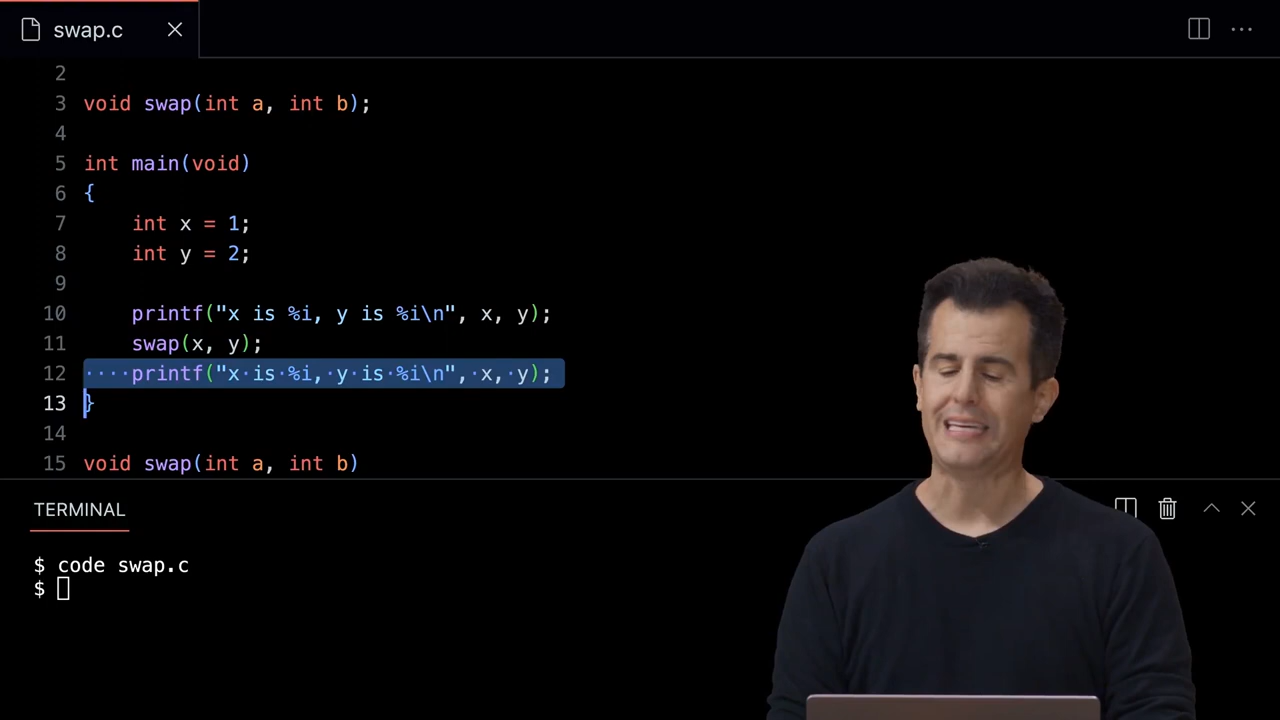 swap.c
2
3 void swap(int a, int b);
4
5 int main(void)
6 {
7     int x = 1;
8     int y = 2;
9
10     printf("x is %i, y is %i\n", x, y);
11     swap(x, y);
12 ····printf("x·is·%i,·y·is·%i\n",·x,·y);
13 }
14
15 void swap(int a, int b)
TERMINAL
$ code swap.c
$